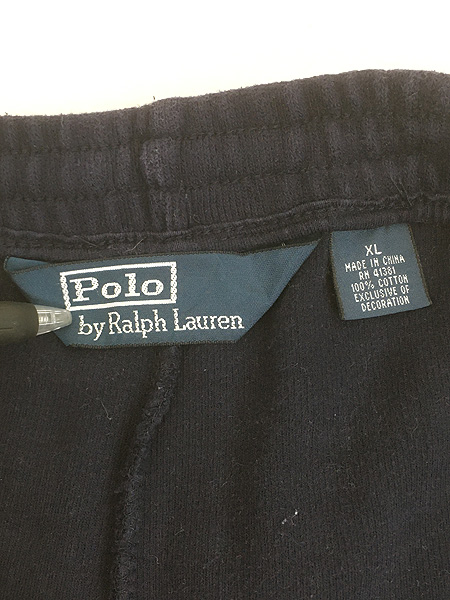 Polo
by Ralph Lauren
XL
MADE IN CHINA
RN 41381
100% COTTON
EXCLUSIVE OF
DECORATION